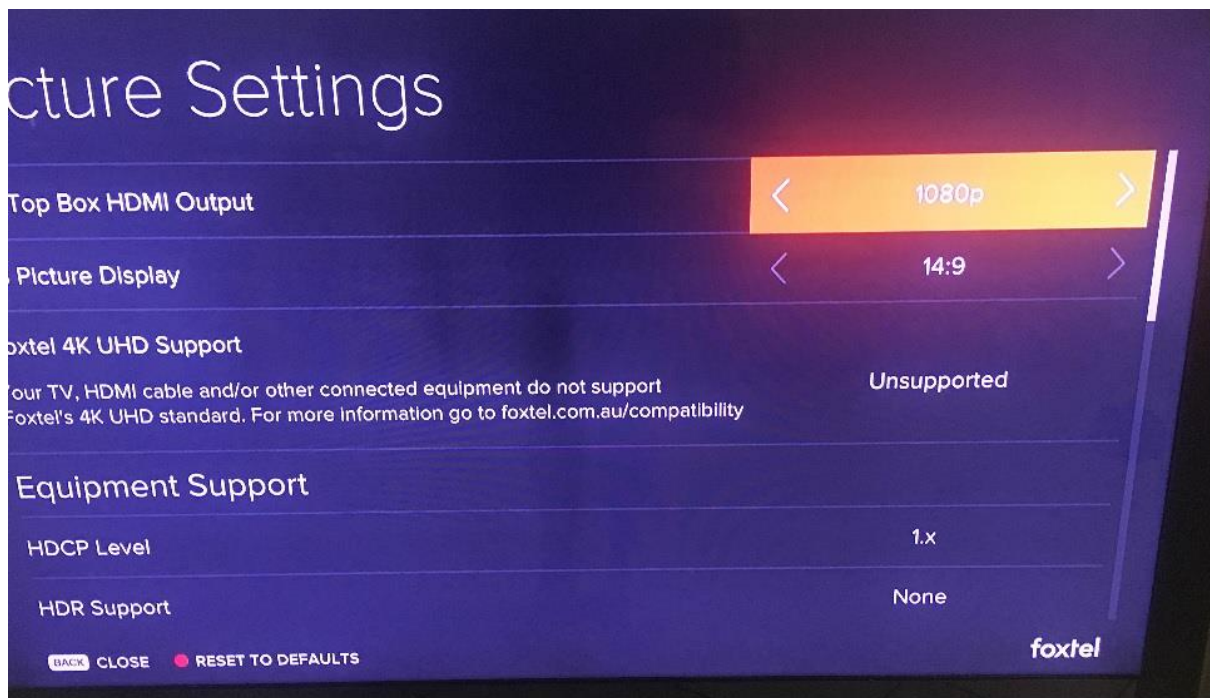 cture Settings
Top Box HDMI Output
1080p
Picture Display
14:9
oxtel 4K UHD Support
our TV, HDMI cable and/or other connected equipment do not support
Foxtel's 4K UHD standard. For more information go to foxtel.com.au/compatibility
Unsupported
Equipment Support
HDCP Level
1.x
HDR Support
None
BACK CLOSE
RESET TO DEFAULTS
foxtel